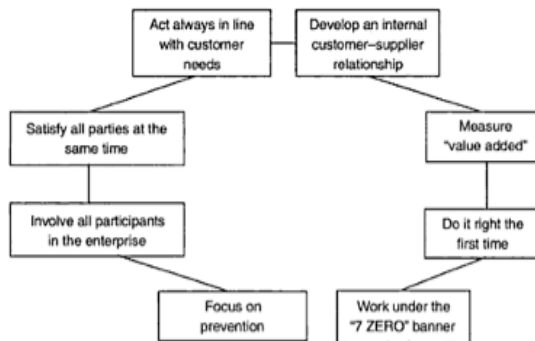 Act always in line
with customer
needs
Develop an internal
customer–supplier
relationship
Satisfy all parties at the
same time
Measure
“value added”
Involve all participants
in the enterprise
Do it right the
first time
Focus on
prevention
Work under the
“7 ZERO” banner